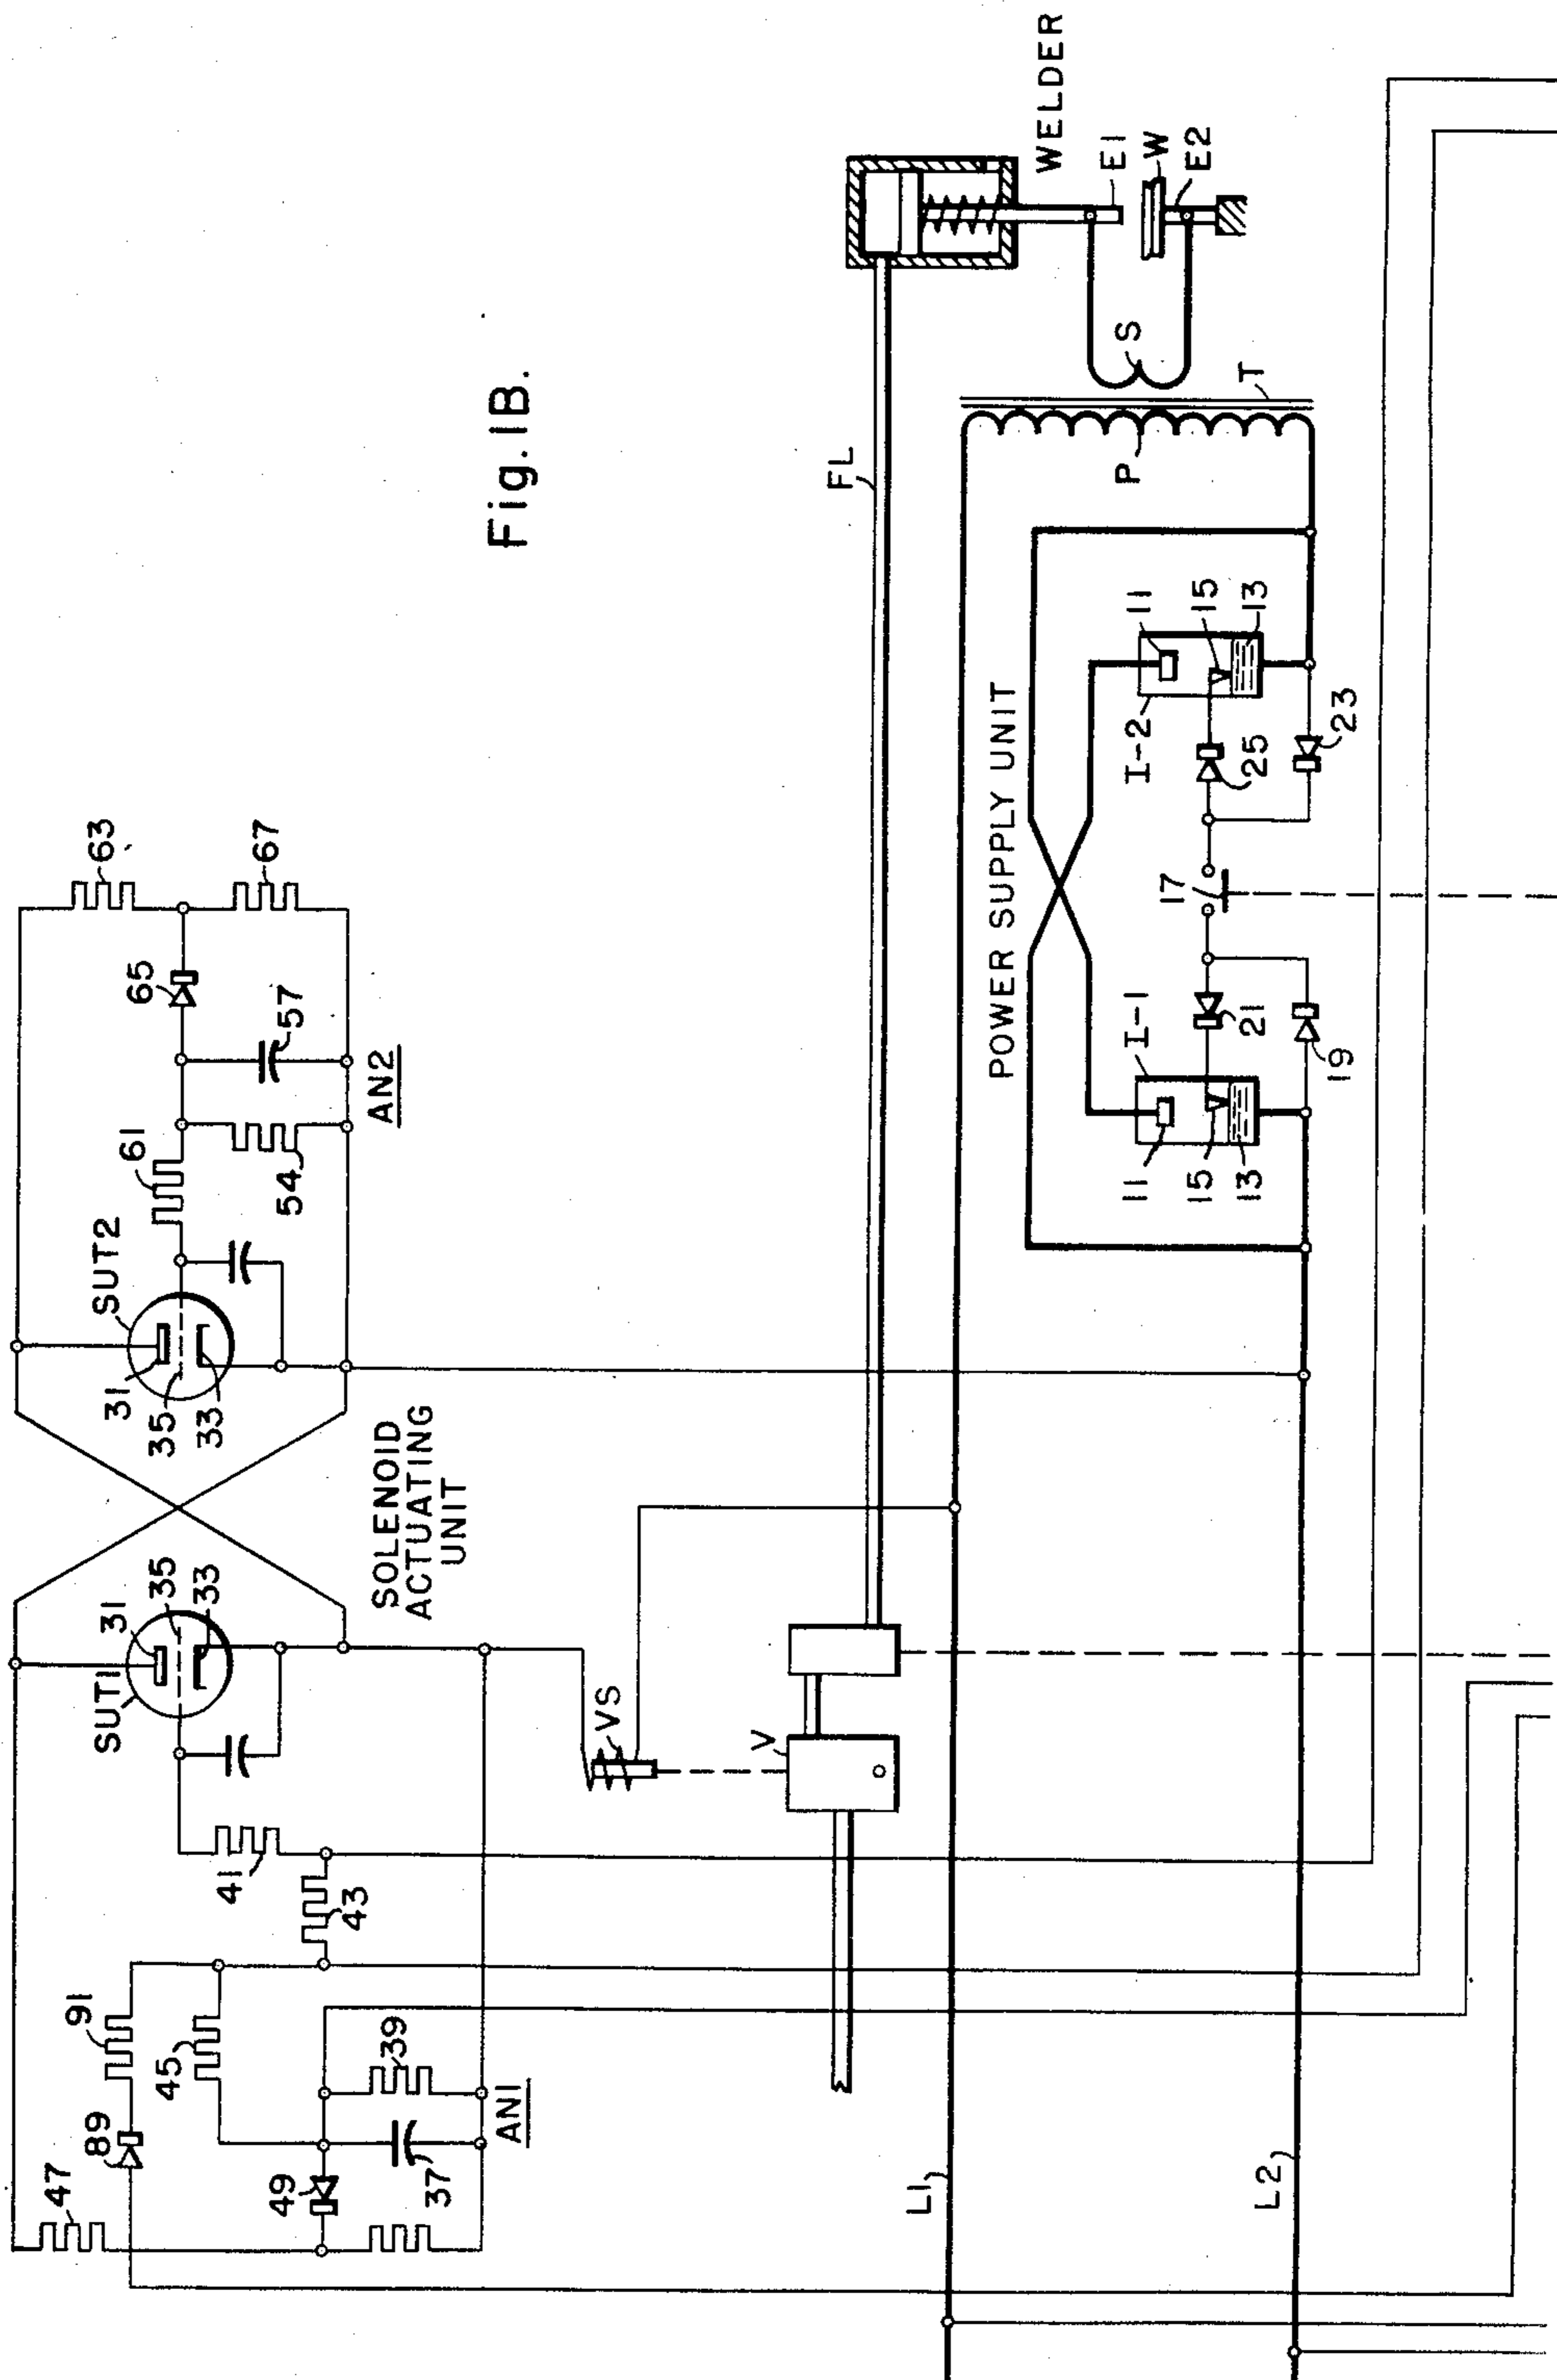 Fig.1B.
47
89
91
45
49
37
39
AN1
41
43
SUT1
31
35
33
SOLENOID
ACTUATING
UNIT
VS
V
SUT2
31
35
33
61
54
65
57
AN2
63
67
L1
L2
FL
POWER SUPPLY UNIT
I-1
11
15
13
21
19
17
I-2
11
15
13
25
23
P
T
S
WELDER
E1
W
E2